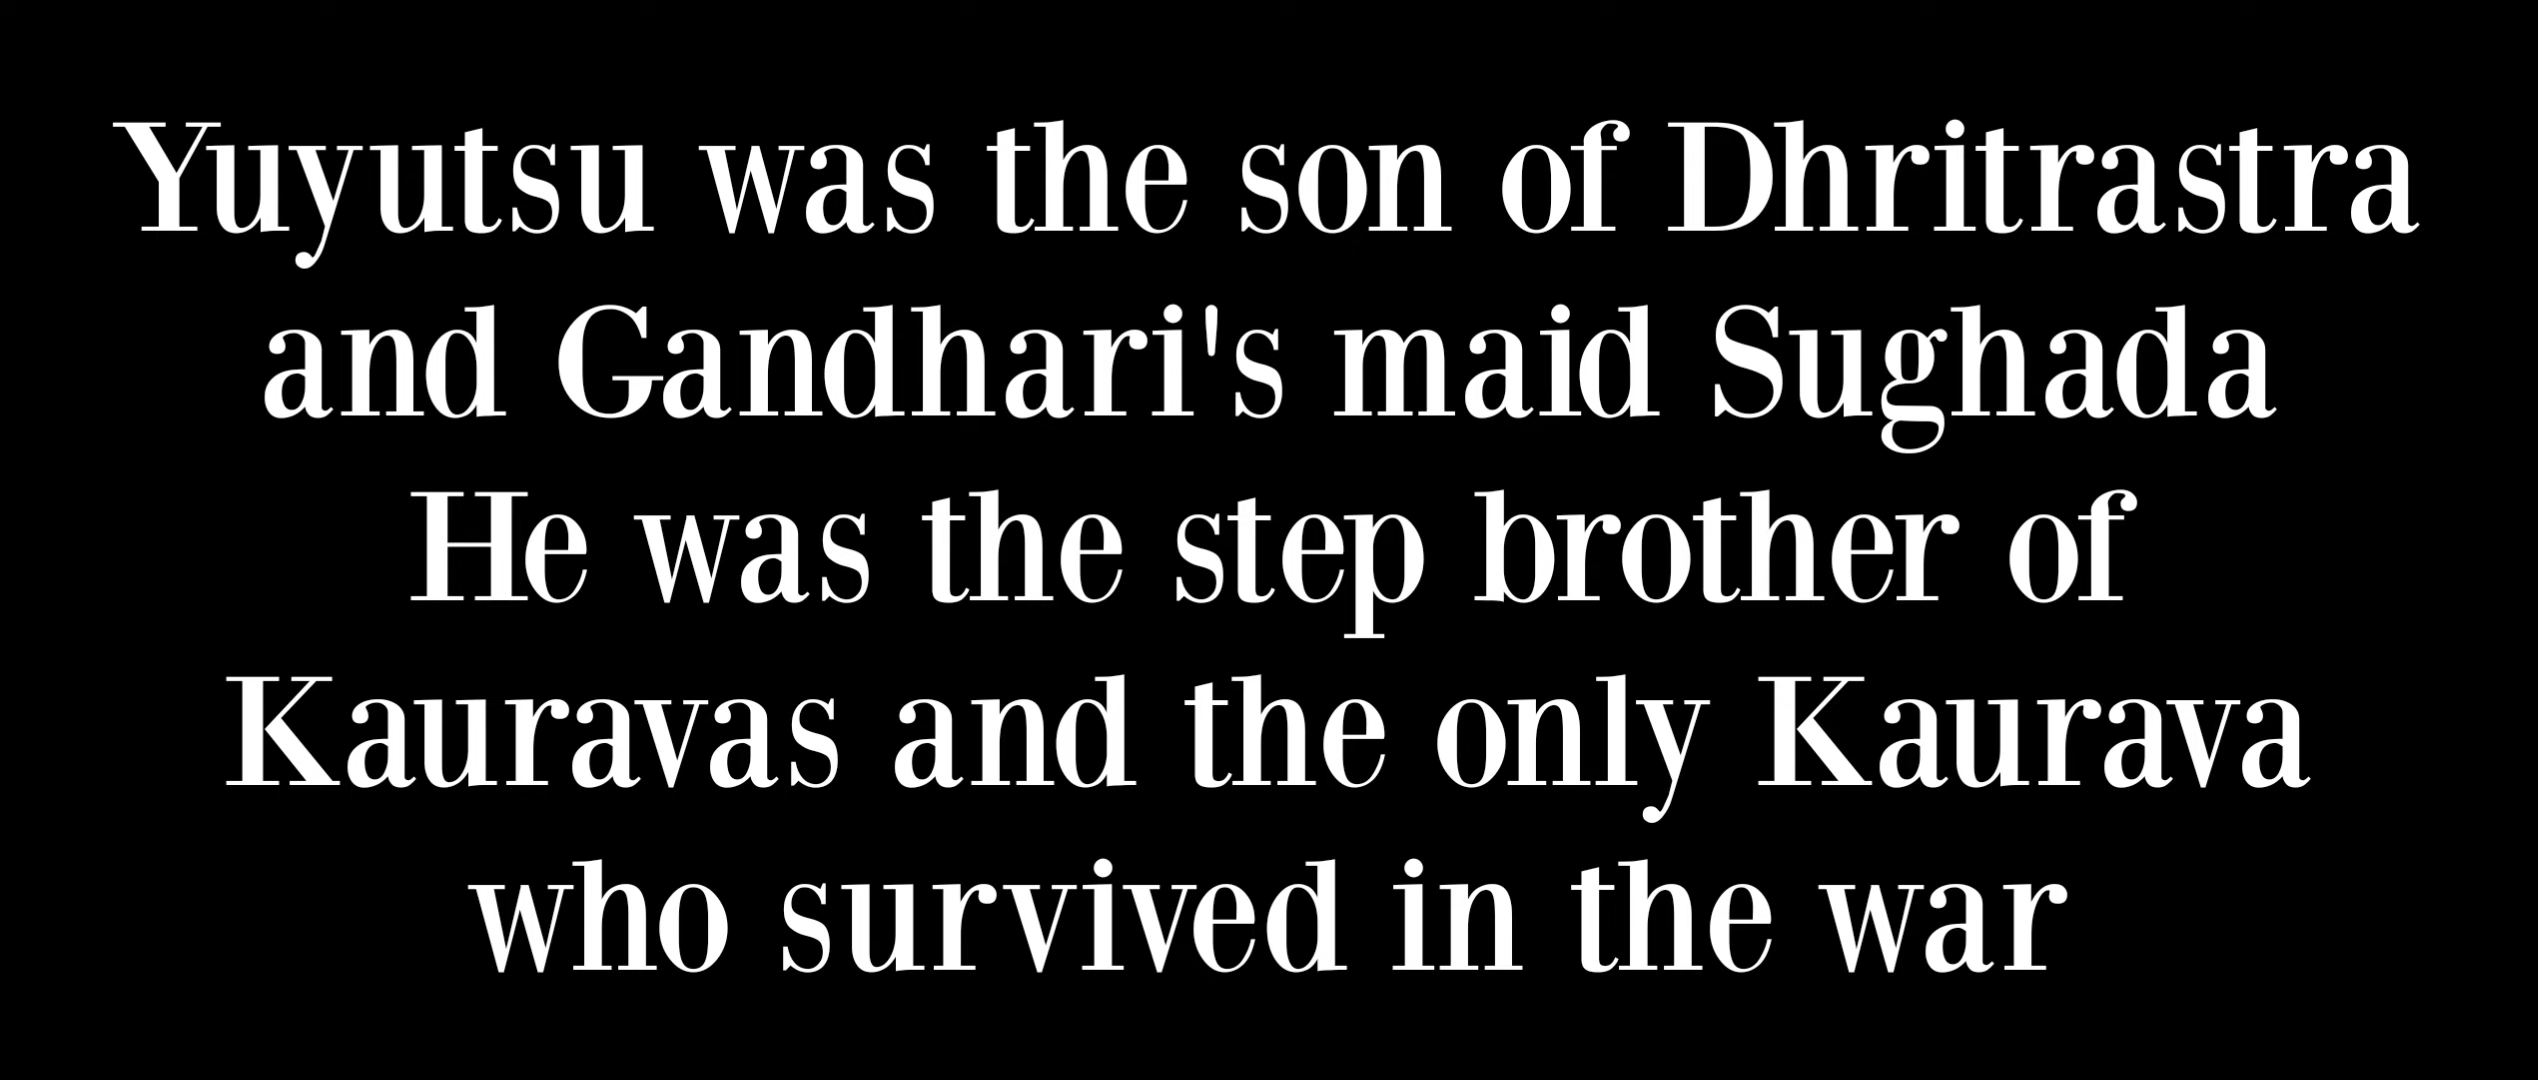 Yuyutsu was the son of Dhritrastra
and Gandhari's maid Sughada
He was the step brother of
Kauravas and the only Kaurava
who survived in the war